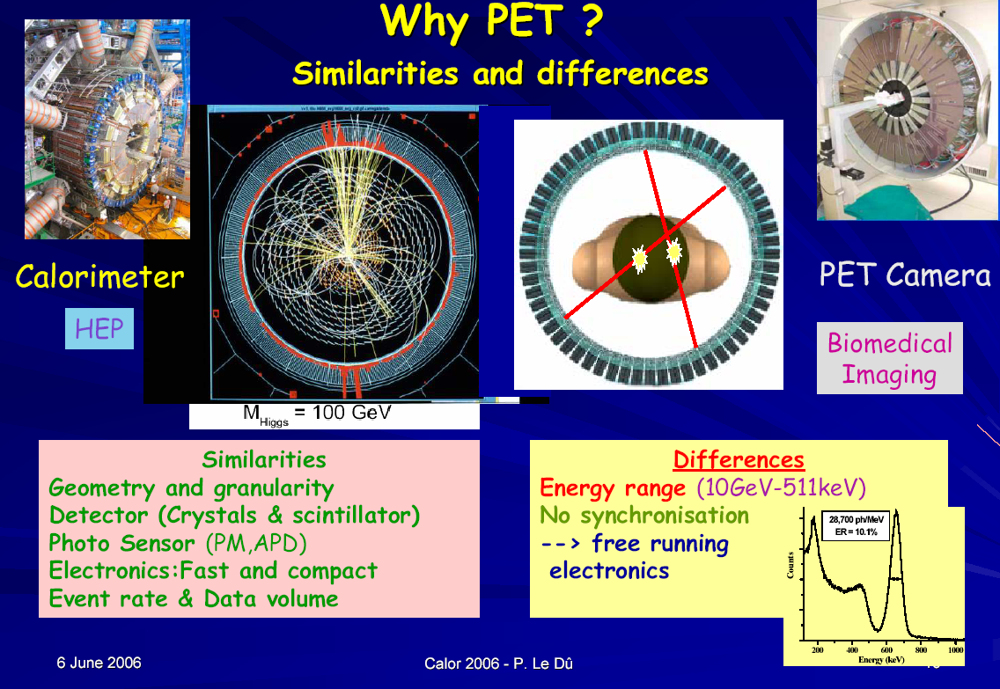 Why PET ?
Similarities and differences
Calorimeter
HEP
PET Camera
Biomedical
Imaging
M Higgs = 100 GeV
Similarities
Geometry and granularity
Detector (Crystals & scintillator)
Photo Sensor (PM,APD)
Electronics:Fast and compact
Event rate & Data volume
Differences
Energy range (10GeV-511keV)
No synchronisation
--> free running
electronics
28,700 ph/MeV
ER = 10.1%
Counts
200 400 600 800 1000
Energy (keV)
6 June 2006
Calor 2006 - P. Le Dû